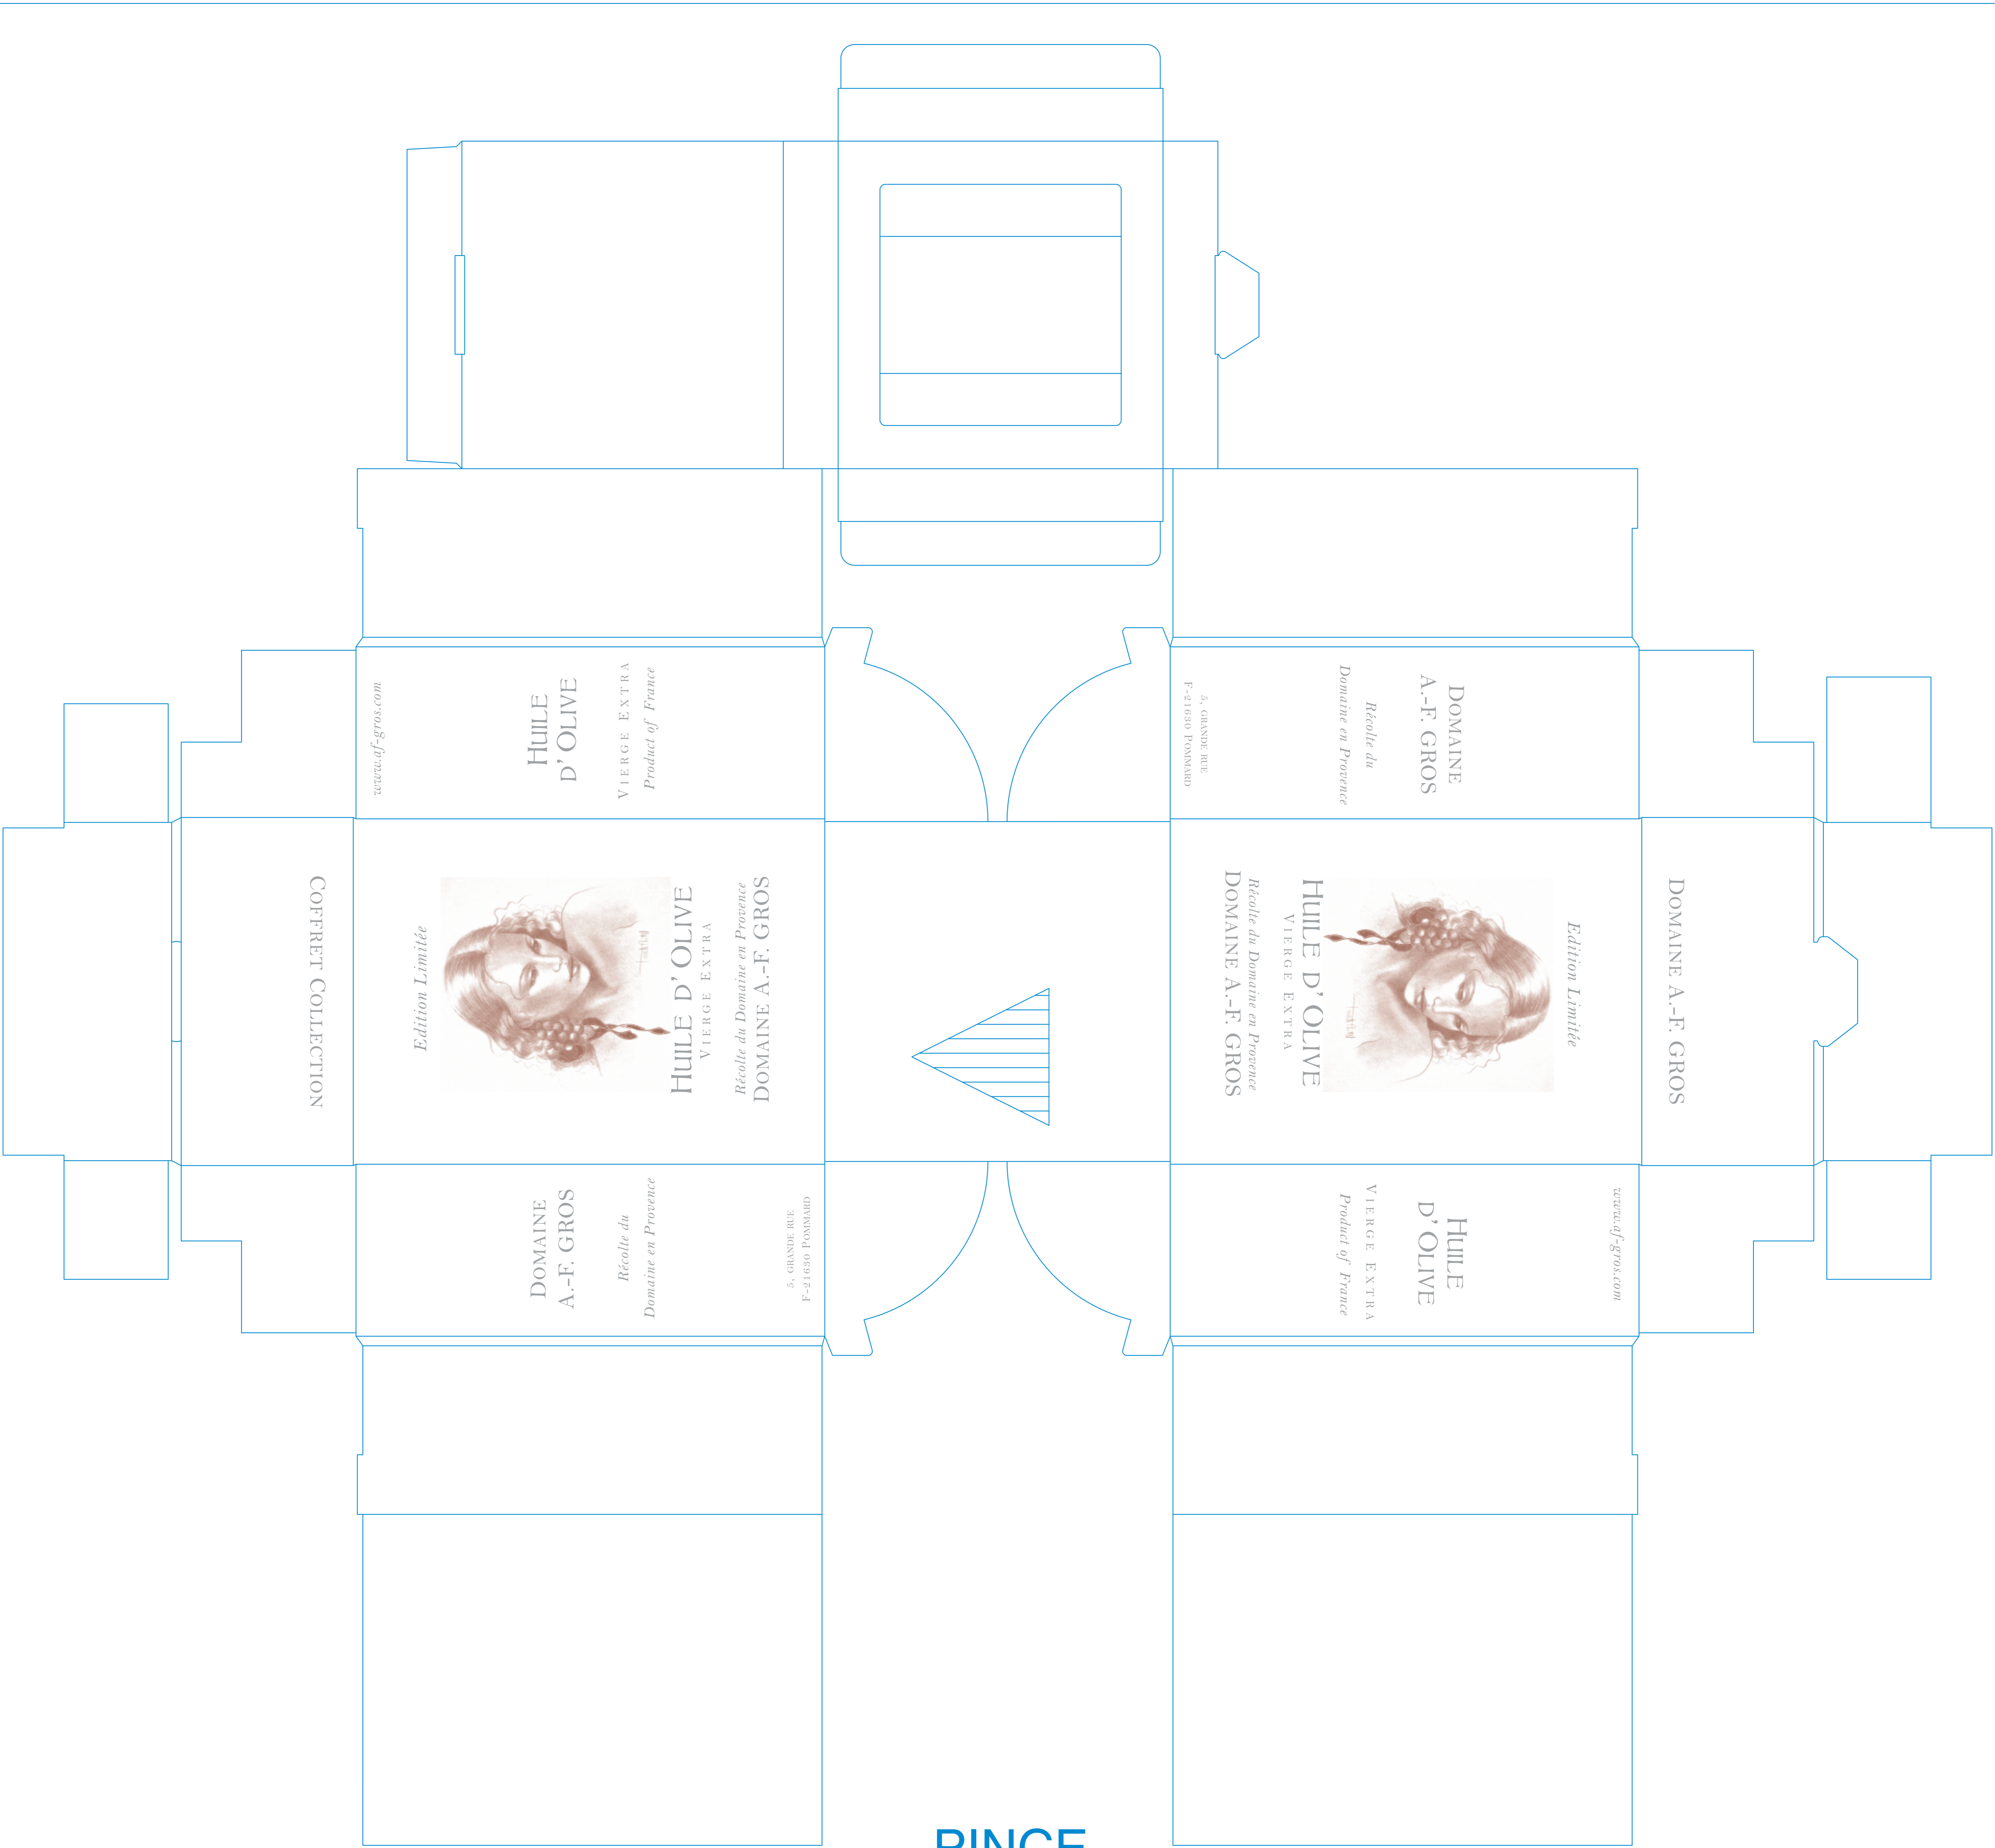 www.af-gros.com
HUILE
D' OLIVE
VIERGE EXTRA
Product of France
5, GRANDE RUE
F-21630 POMMARD
Récolte du
Domaine en Provence
DOMAINE
A.-F. GROS
COFFRET COLLECTION
Edition Limitée
HUILE D' OLIVE
VIERGE EXTRA
Récolte du Domaine en Provence
DOMAINE A.-F. GROS
DOMAINE A.-F. GROS
Récolte du Domaine en Provence
VIERGE EXTRA
HUILE D' OLIVE
Edition Limitée
DOMAINE A.-F. GROS
DOMAINE
A.-F. GROS
Récolte du
Domaine en Provence
5, GRANDE RUE
F-21630 POMMARD
HUILE
D' OLIVE
VIERGE EXTRA
Product of France
www.af-gros.com